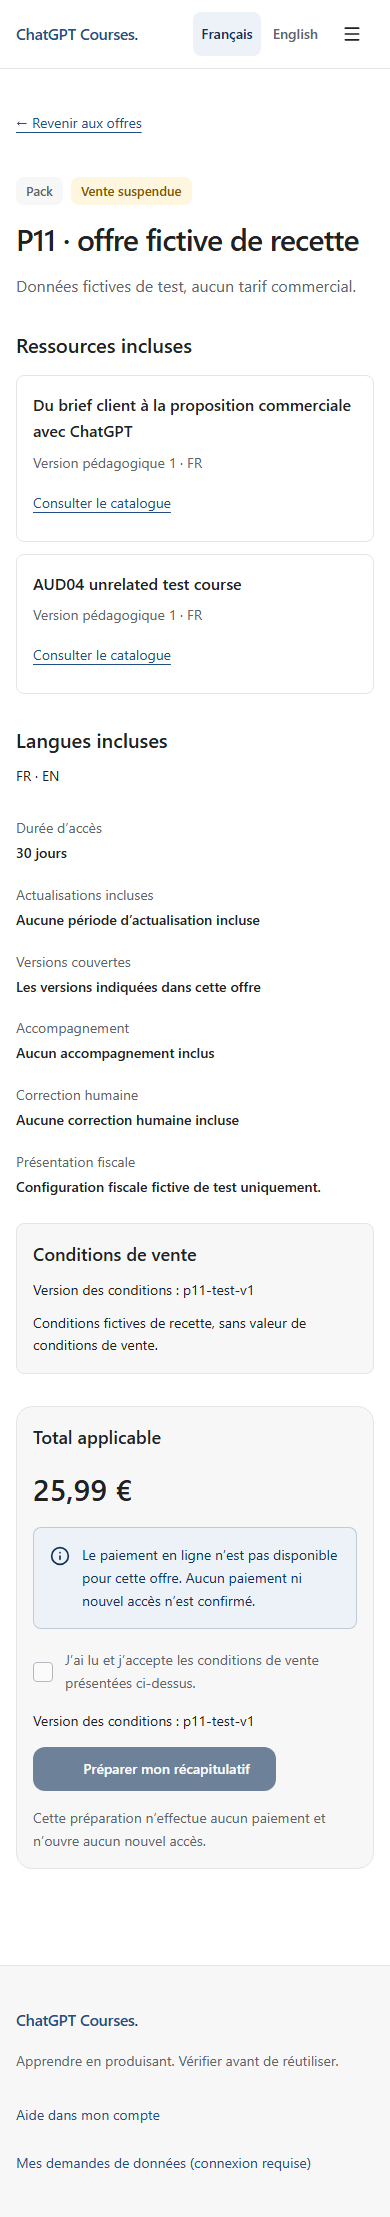 ChatGPT Courses.
Français
English
← Revenir aux offres
Pack
Vente suspendue
P11 · offre fictive de recette
Données fictives de test, aucun tarif commercial.
Ressources incluses
Du brief client à la proposition commerciale
avec ChatGPT
Version pédagogique 1 · FR
Consulter le catalogue
AUD04 unrelated test course
Version pédagogique 1 · FR
Consulter le catalogue
Langues incluses
FR · EN
Durée d’accès
30 jours
Actualisations incluses
Aucune période d’actualisation incluse
Versions couvertes
Les versions indiquées dans cette offre
Accompagnement
Aucun accompagnement inclus
Correction humaine
Aucune correction humaine incluse
Présentation fiscale
Configuration fiscale fictive de test uniquement.
Conditions de vente
Version des conditions : p11-test-v1
Conditions fictives de recette, sans valeur de
conditions de vente.
Total applicable
25,99 €
Le paiement en ligne n’est pas disponible
pour cette offre. Aucun paiement ni
nouvel accès n’est confirmé.
J’ai lu et j’accepte les conditions de vente
présentées ci-dessus.
Version des conditions : p11-test-v1
Préparer mon récapitulatif
Cette préparation n’effectue aucun paiement et
n’ouvre aucun nouvel accès.
ChatGPT Courses.
Apprendre en produisant. Vérifier avant de réutiliser.
Aide dans mon compte
Mes demandes de données (connexion requise)